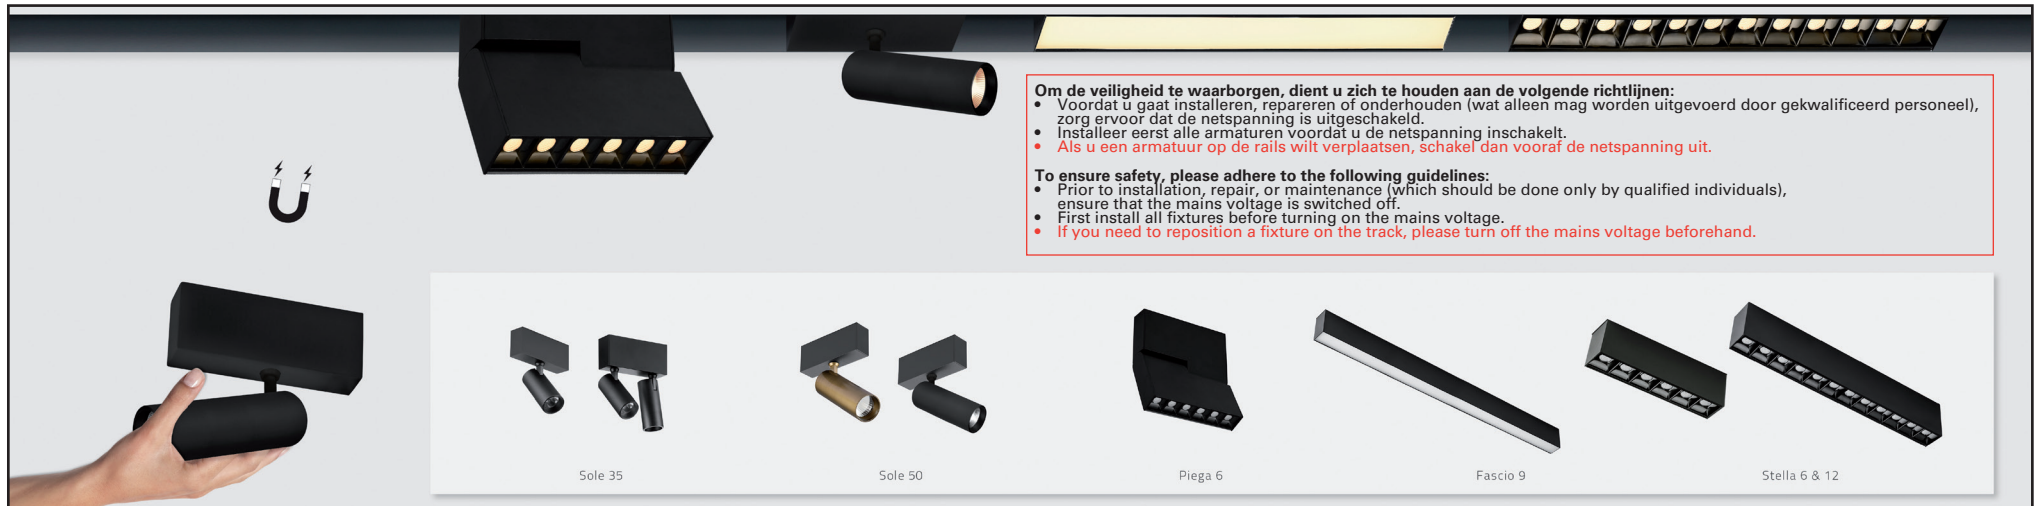 Om de veiligheid te waarborgen, dient u zich te houden aan de volgende richtlijnen:
• Voordat u gaat installeren, repareren of onderhouden (wat alleen mag worden uitgevoerd door gekwalificeerd personeel),
zorg ervoor dat de netspanning is uitgeschakeld.
• Installeer eerst alle armaturen voordat u de netspanning inschakelt.
• Als u een armatuur op de rails wilt verplaatsen, schakel dan vooraf de netspanning uit.
To ensure safety, please adhere to the following guidelines:
• Prior to installation, repair, or maintenance (which should be done only by qualified individuals),
ensure that the mains voltage is switched off.
• First install all fixtures before turning on the mains voltage.
• If you need to reposition a fixture on the track, please turn off the mains voltage beforehand.
Sole 35
Sole 50
Piega 6
Fascio 9
Stella 6 & 12